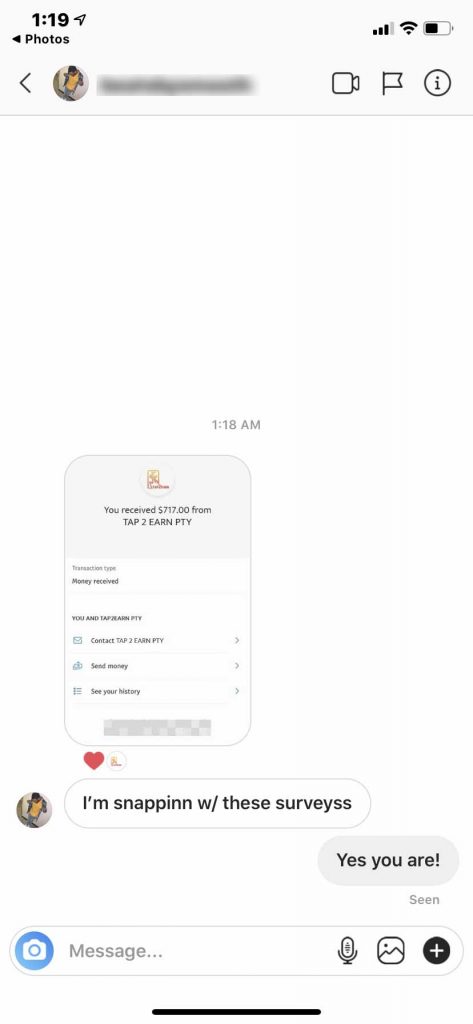 1:19
Photos
1:18 AM
You received $717.00 from
TAP 2 EARN PTY
Transaction type
Money received
YOU AND TAP2EARN PTY
Contact TAP 2 EARN PTY
Send money
See your history
I’m snappinn w/ these surveyss
Yes you are!
Seen
Message...